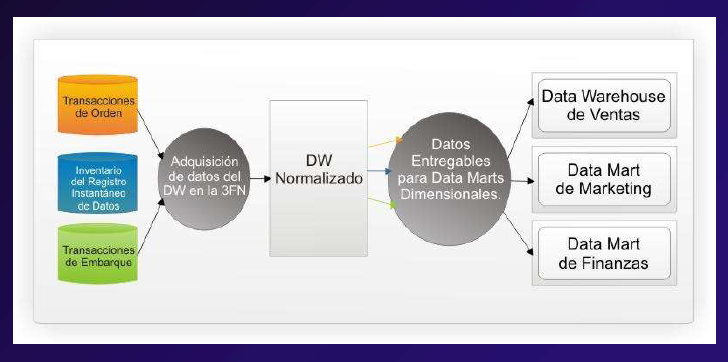 Transacciones
de Orden
Inventario
del Registro
Instantáneo
de Datos
Transacciones
de Embarque
Adquisición
de datos del
DW en la 3FN
DW
Normalizado
Datos
Entregables
para Data Marts
Dimensionales.
Data Warehouse
de Ventas
Data Mart
de Marketing
Data Mart
de Finanzas